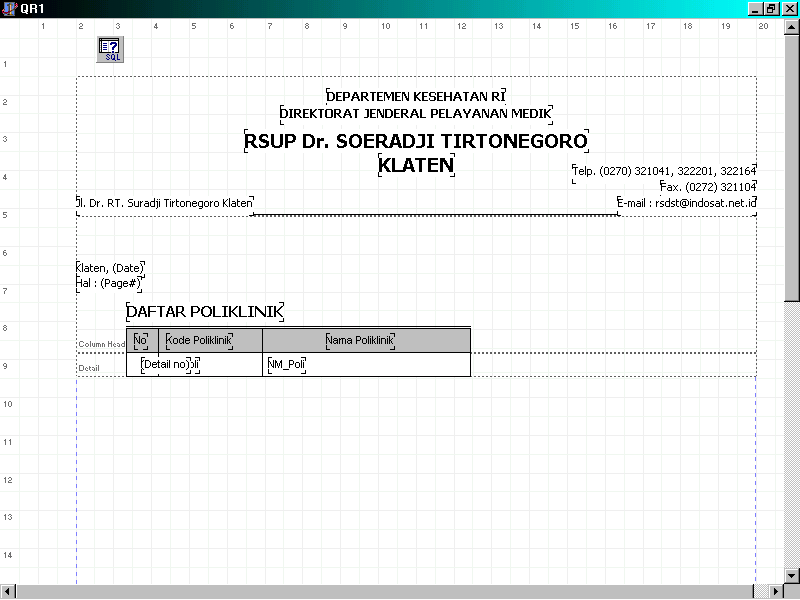 QR1
1 2 3 4 5 6 7 8 9 10 11 12 13 14 15 16 17 18 19 20
SQL
1
2
3
4
5
6
7
8
9
10
11
12
13
14
DEPARTEMEN KESEHATAN RI
DIREKTORAT JENDERAL PELAYANAN MEDIK
RSUP Dr. SOERADJI TIRTONEGORO
KLATEN
Telp. (0270) 321041, 322201, 322164
Fax. (0272) 321104
Jl. Dr. RT. Suradji Tirtonegoro Klaten E-mail : rsdst@indosat.net.id
Klaten, (Date)
Hal : (Page#)
DAFTAR POLIKLINIK
Column Head No Kode Poliklinik Nama Poliklinik
Detail (Detail no) NM_Poli